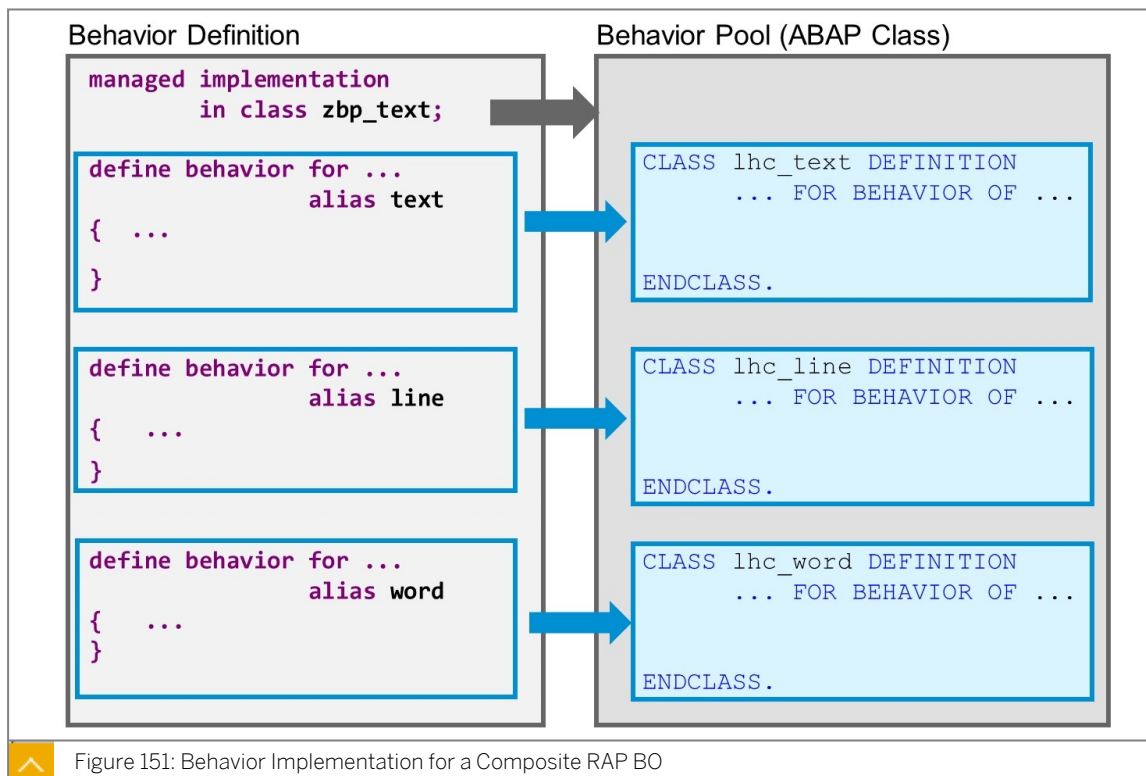 Behavior Definition
managed implementation
in class zbp_text;
define behavior for ...
alias text
{ ...
}
define behavior for ...
alias line
{ ...
}
define behavior for ...
alias word
{ ...
}
Behavior Pool (ABAP Class)
CLASS lhc_text DEFINITION
... FOR BEHAVIOR OF ...
ENDCLASS.
CLASS lhc_line DEFINITION
... FOR BEHAVIOR OF ...
ENDCLASS.
CLASS lhc_word DEFINITION
... FOR BEHAVIOR OF ...
ENDCLASS.
Figure 151: Behavior Implementation for a Composite RAP BO